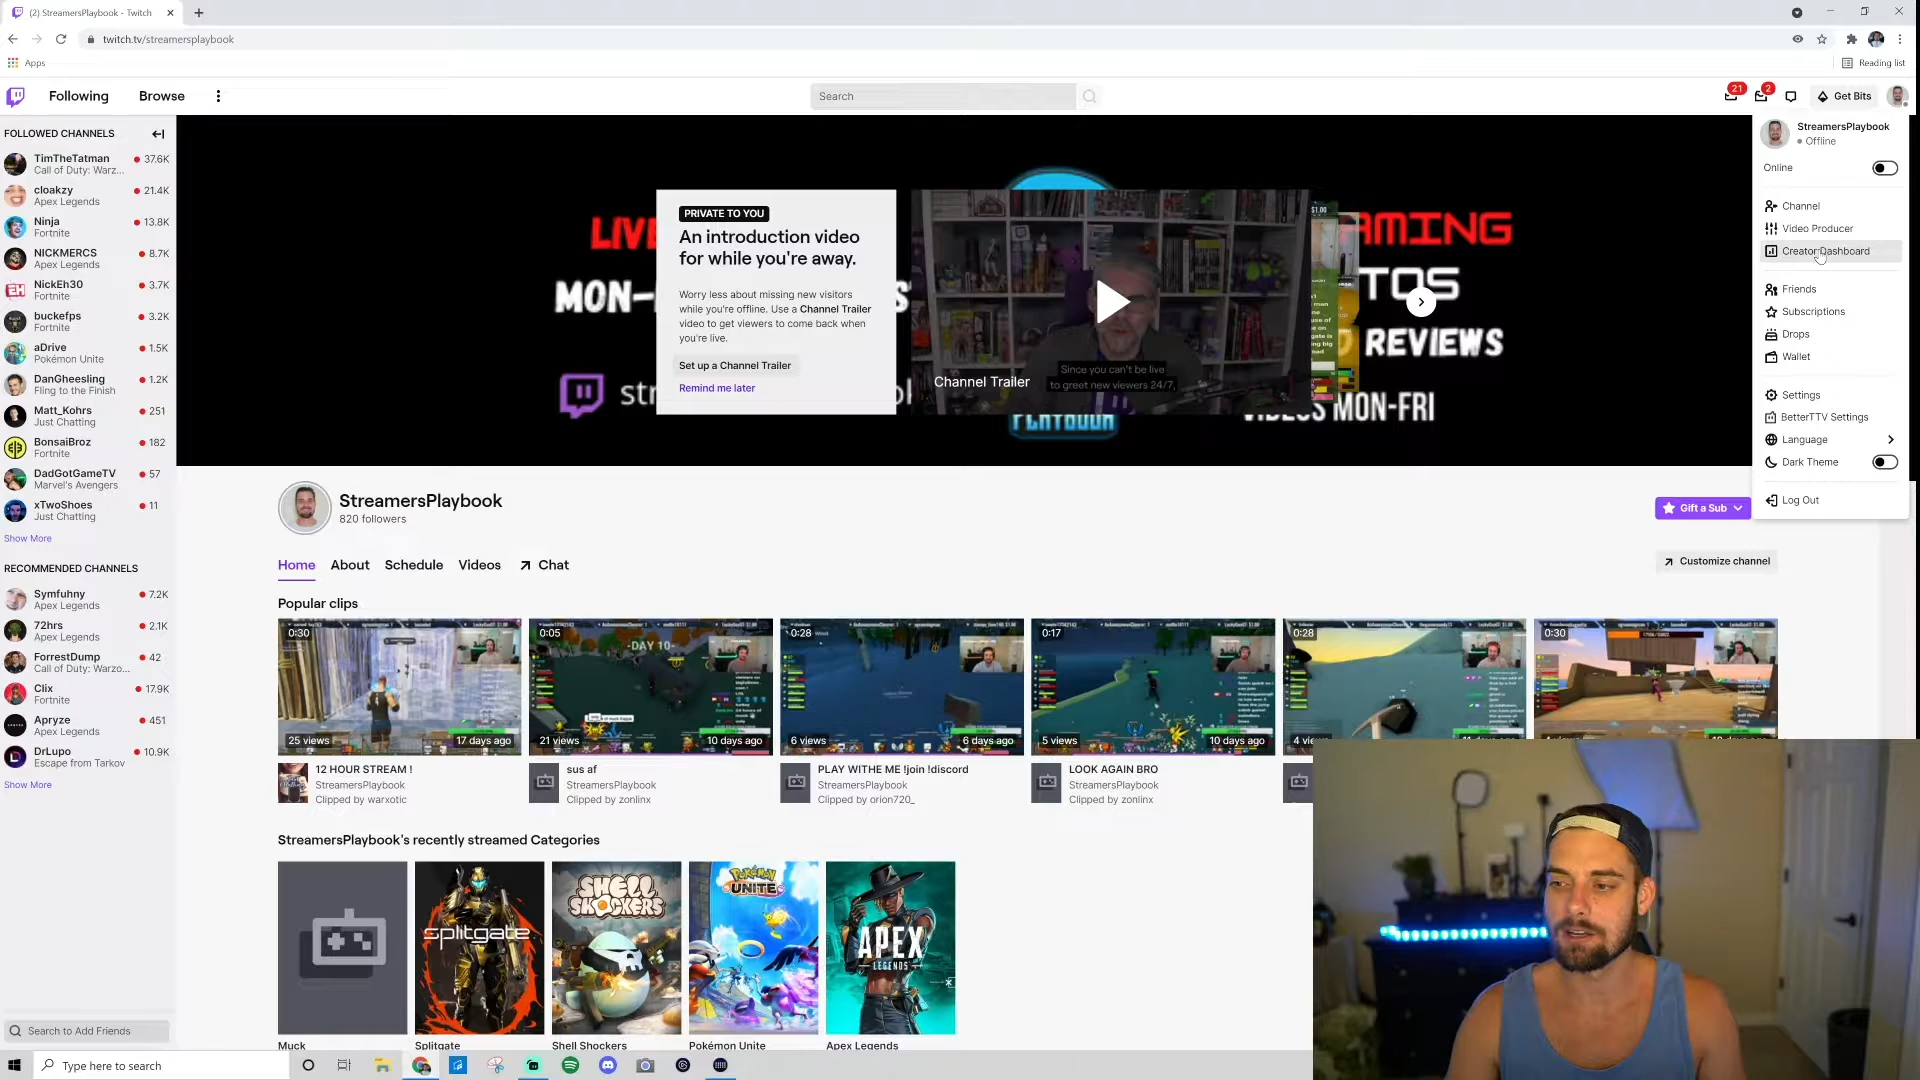 (2) StreamersPlaybook - Twitch
twitch.tv/streamersplaybook
Apps
Reading list
Following
Browse
Search
21
2
Get Bits
FOLLOWED CHANNELS
TimTheTatman
37.6K
Call of Duty: Warz...
cloakzy
21.4K
Apex Legends
Ninja
13.8K
Fortnite
NICKMERCS
8.7K
Apex Legends
NickEh30
3.7K
Fortnite
buckefps
3.2K
Fortnite
aDrive
1.5K
Pokémon Unite
DanGheesling
1.2K
Fling to the Finish
Matt_Kohrs
251
Just Chatting
BonsaiBroz
182
Fortnite
DadGotGameTV
57
Marvel's Avengers
xTwoShoes
11
Just Chatting
Show More
RECOMMENDED CHANNELS
Symfuhny
7.2K
Apex Legends
72hrs
2.1K
Apex Legends
ForrestDump
42
Call of Duty: Warzo...
Clix
17.9K
Fortnite
Apryze
451
Apex Legends
DrLupo
10.9K
Escape from Tarkov
Show More
Search to Add Friends
LIVE
MON-
str
PRIVATE TO YOU
An introduction video
for while you're away.
Worry less about missing new visitors
while you're offline. Use a Channel Trailer
video to get viewers to come back when
you're live.
Set up a Channel Trailer
Remind me later
Since you can't be live
to greet new viewers 24/7,
Channel Trailer
$1.00
AMING
TOS
REVIEWS
PLAYBOOK
VIDEOS MON-FRI
StreamersPlaybook
Offline
Online
Channel
Video Producer
Creator Dashboard
Friends
Subscriptions
Drops
Wallet
Settings
BetterTTV Settings
Language
Dark Theme
Log Out
StreamersPlaybook
820 followers
Gift a Sub
Home
About
Schedule
Videos
Chat
Customize channel
Popular clips
0:30
25 views
17 days ago
0:05
-DAY 10-
21 views
10 days ago
0:28
6 views
6 days ago
0:17
5 views
10 days ago
0:28
0:30
12 HOUR STREAM !
StreamersPlaybook
Clipped by warxotic
sus af
StreamersPlaybook
Clipped by zonlinx
PLAY WITHE ME !join !discord
StreamersPlaybook
Clipped by orion720_
LOOK AGAIN BRO
StreamersPlaybook
Clipped by zonlinx
StreamersPlaybook's recently streamed Categories
splitgate
SHELL
SHOCKERS
POKÉMON
UNITE
APEX
LEGENDS
Muck
Splitgate
Shell Shockers
Pokémon Unite
Apex Legends
Type here to search